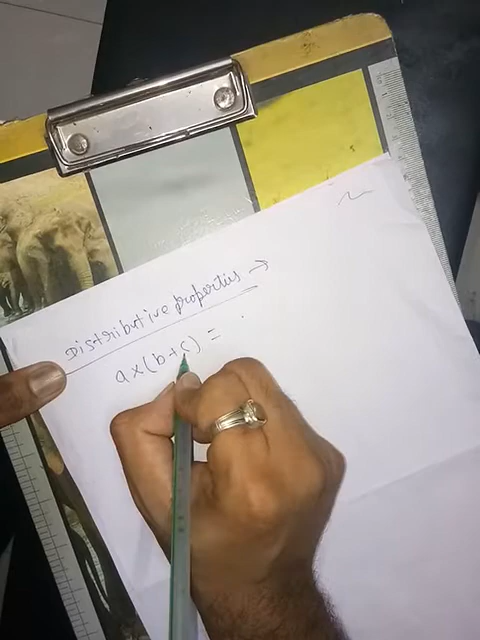 Distributive properties →
a×(b+c) =